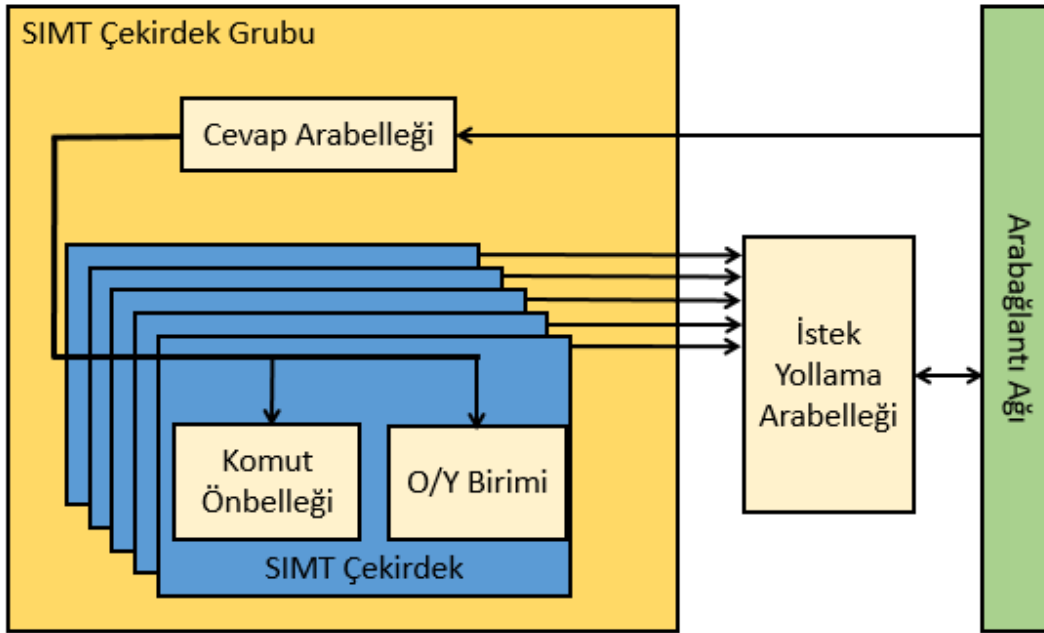 SIMT Çekirdek Grubu
Cevap Arabelleği
İstek
Yollama
Arabelleği
Arabağlantı Ağı
Komut
Önbelleği
O/Y Birimi
SIMT Çekirdek